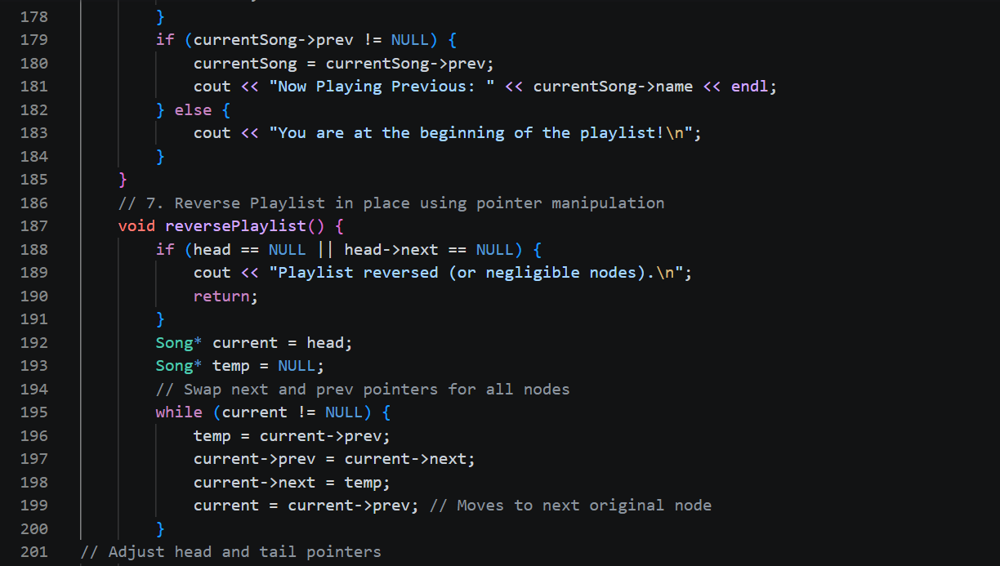 178         }
179         if (currentSong->prev != NULL) {
180             currentSong = currentSong->prev;
181             cout << "Now Playing Previous: " << currentSong->name << endl;
182         } else {
183             cout << "You are at the beginning of the playlist!\n";
184         }
185     }
186     // 7. Reverse Playlist in place using pointer manipulation
187     void reversePlaylist() {
188         if (head == NULL || head->next == NULL) {
189             cout << "Playlist reversed (or negligible nodes).\n";
190             return;
191         }
192         Song* current = head;
193         Song* temp = NULL;
194         // Swap next and prev pointers for all nodes
195         while (current != NULL) {
196             temp = current->prev;
197             current->prev = current->next;
198             current->next = temp;
199             current = current->prev; // Moves to next original node
200         }
201 // Adjust head and tail pointers